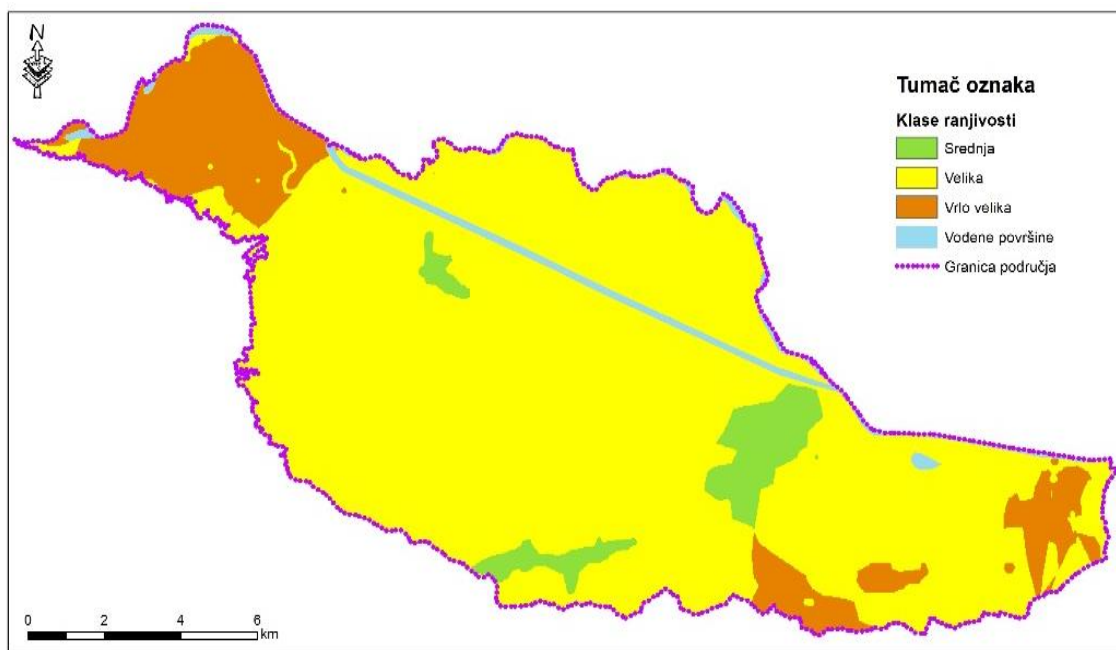 N
Tumač oznaka
Klase ranjivosti
Srednja
Velika
Vrlo velika
Vodene površine
Granica područja
0 2 4 6
km